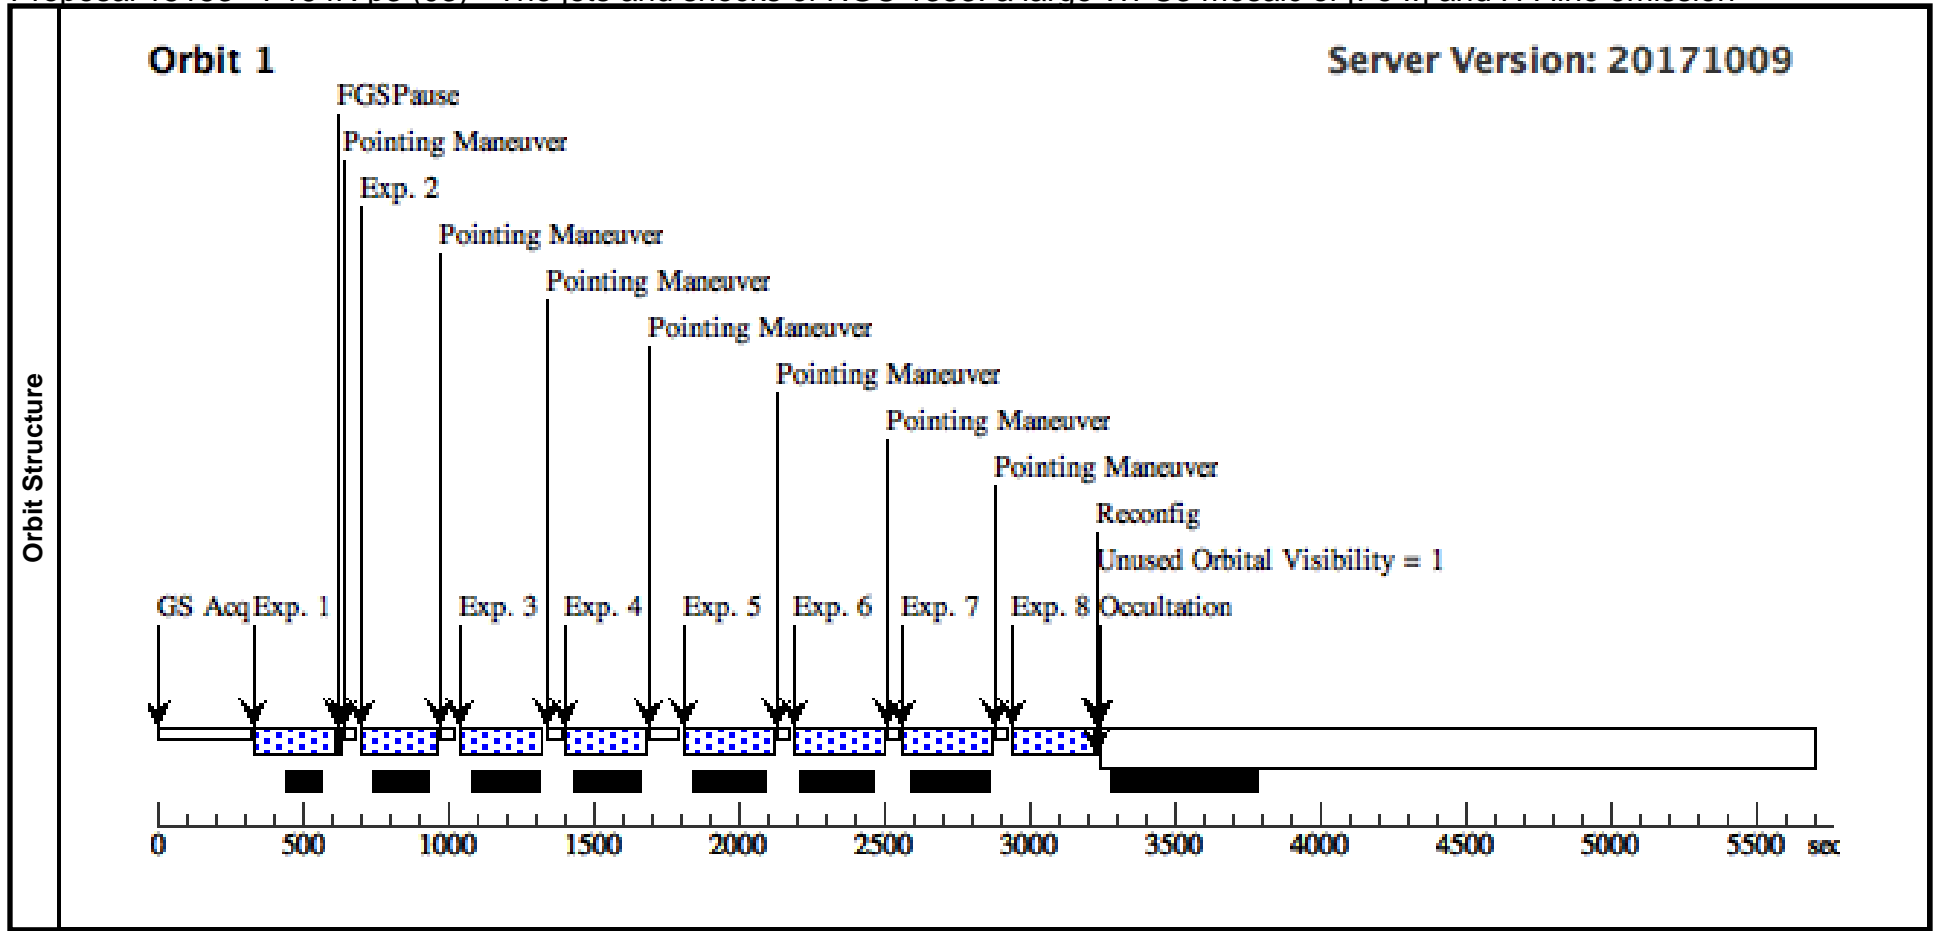 Orbit 1
Server Version: 20171009
FGSPause
Pointing Maneuver
Exp. 2
Pointing Maneuver
Pointing Maneuver
Pointing Maneuver
Pointing Maneuver
Pointing Maneuver
Pointing Maneuver
Reconfig
Unused Orbital Visibility = 1
GS Acq Exp. 1 Exp. 3 Exp. 4 Exp. 5 Exp. 6 Exp. 7 Exp. 8 Occultation
Orbit Structure
0 500 1000 1500 2000 2500 3000 3500 4000 4500 5000 5500 sec